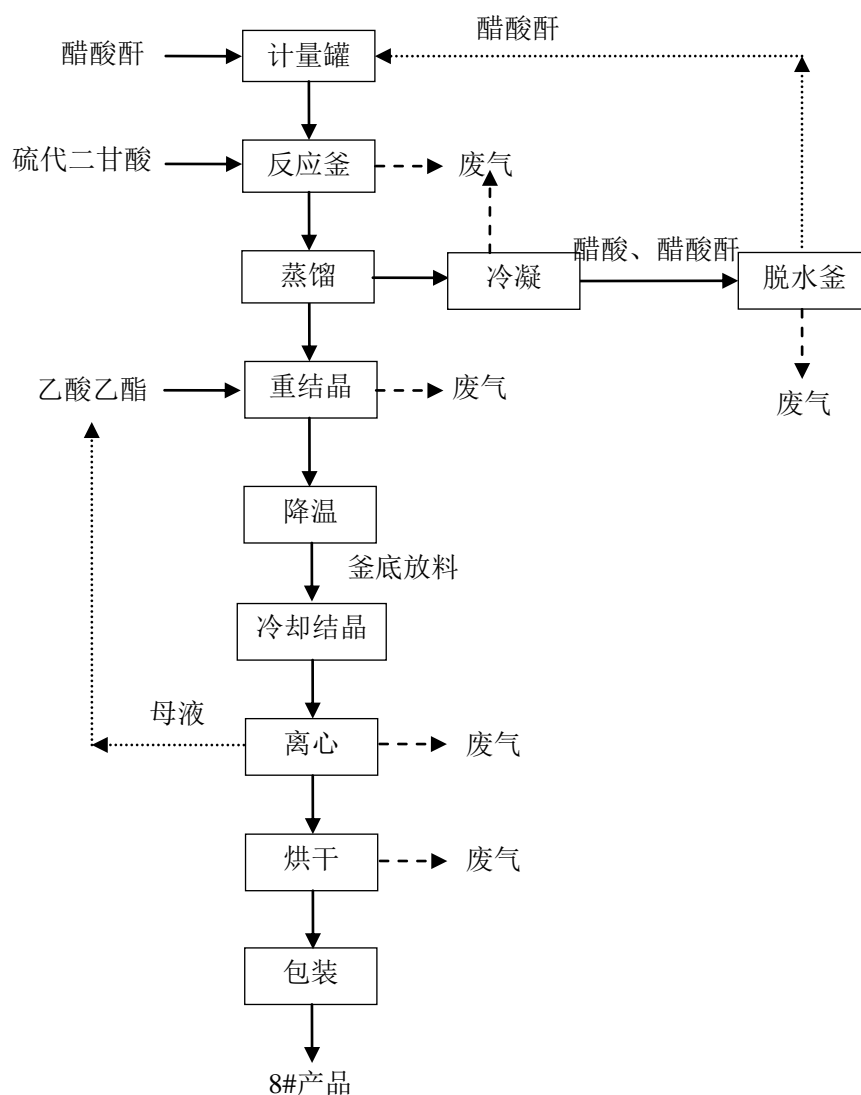 醋酸酐
醋酸酐
计量罐
硫代二甘酸
反应釜
废气
醋酸、醋酸酐
蒸馏
冷凝
脱水釜
乙酸乙酯
重结晶
废气
废气
降温
釜底放料
冷却结晶
母液
离心
废气
烘干
废气
包装
8#产品